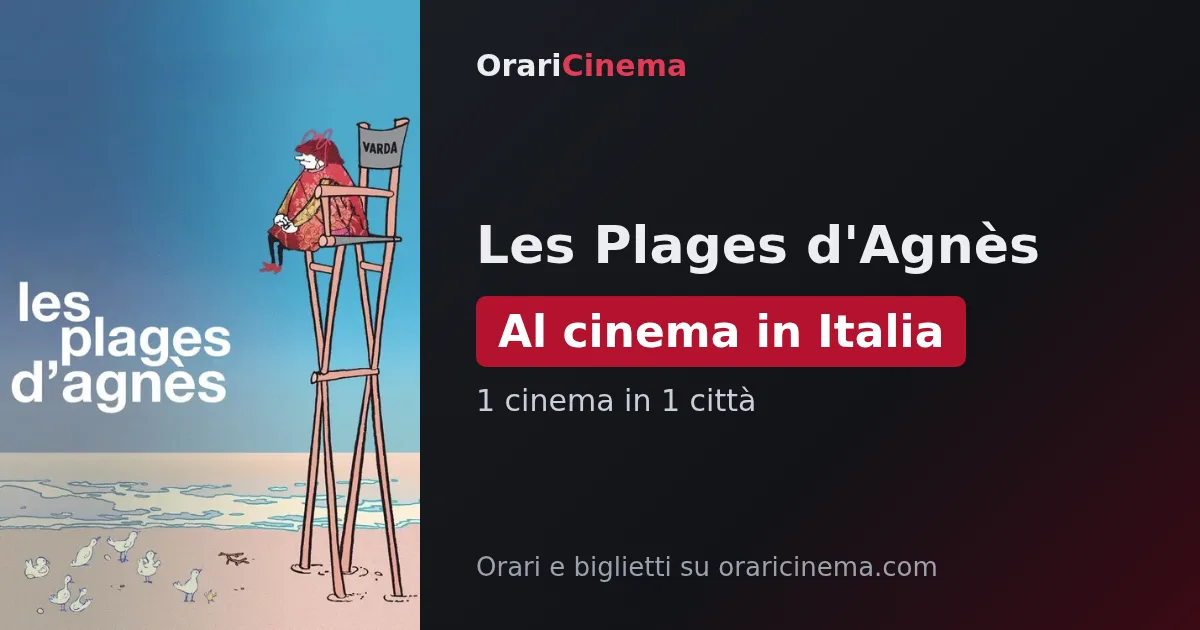 VARDA
les
plages
d’agnès
OrariCinema
Les Plages d'Agnès
Al cinema in Italia
1 cinema in 1 città
Orari e biglietti su oraricinema.com